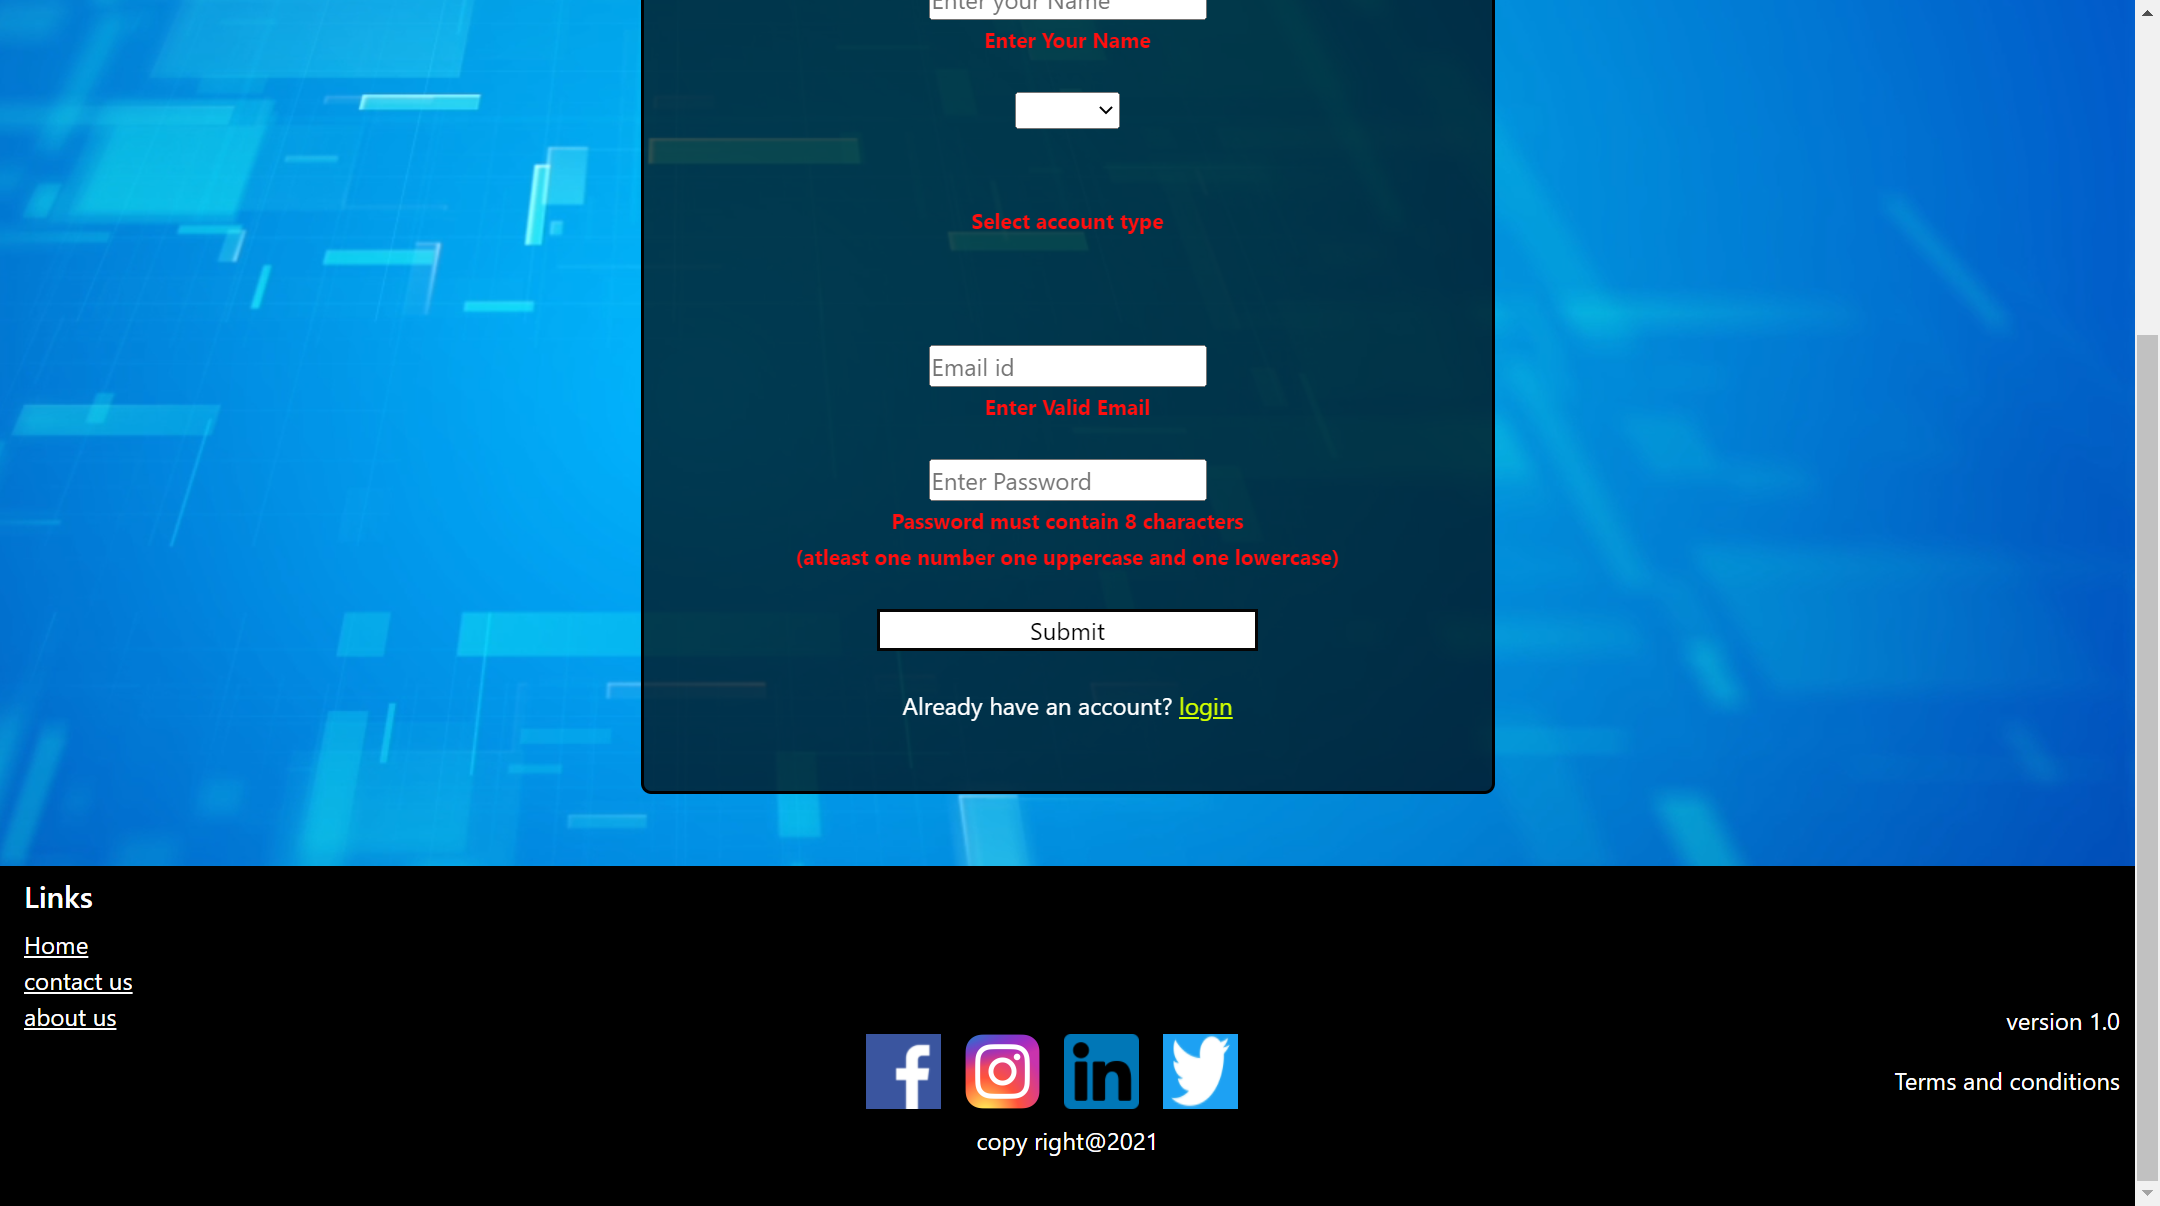 Enter your Name
Enter Your Name
Select account type
Email id
Enter Valid Email
Enter Password
Password must contain 8 characters
(atleast one number one uppercase and one lowercase)
Submit
Already have an account? login
Links
Home
contact us
about us
version 1.0
Terms and conditions
f
in
copy right@2021